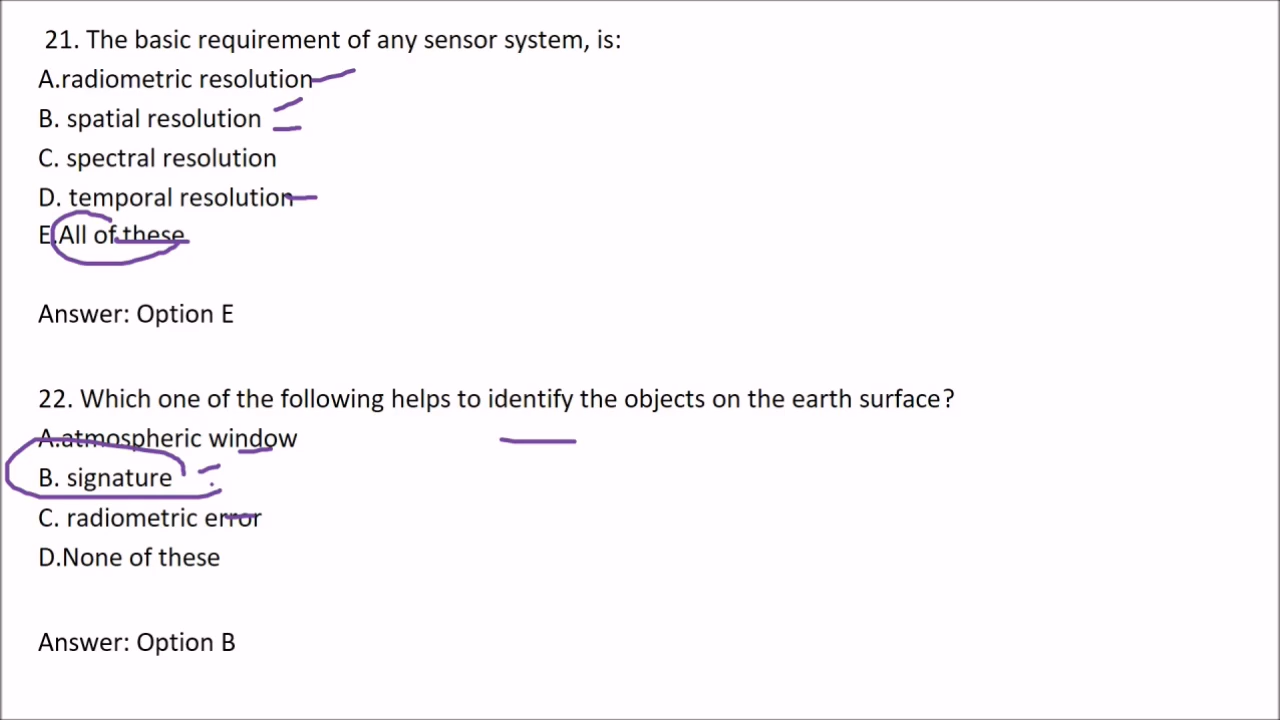 21. The basic requirement of any sensor system, is:
A.radiometric resolution
B. spatial resolution
C. spectral resolution
D. temporal resolution
E.All of these
Answer: Option E
22. Which one of the following helps to identify the objects on the earth surface?
A.atmospheric window
B. signature
C. radiometric error
D.None of these
Answer: Option B